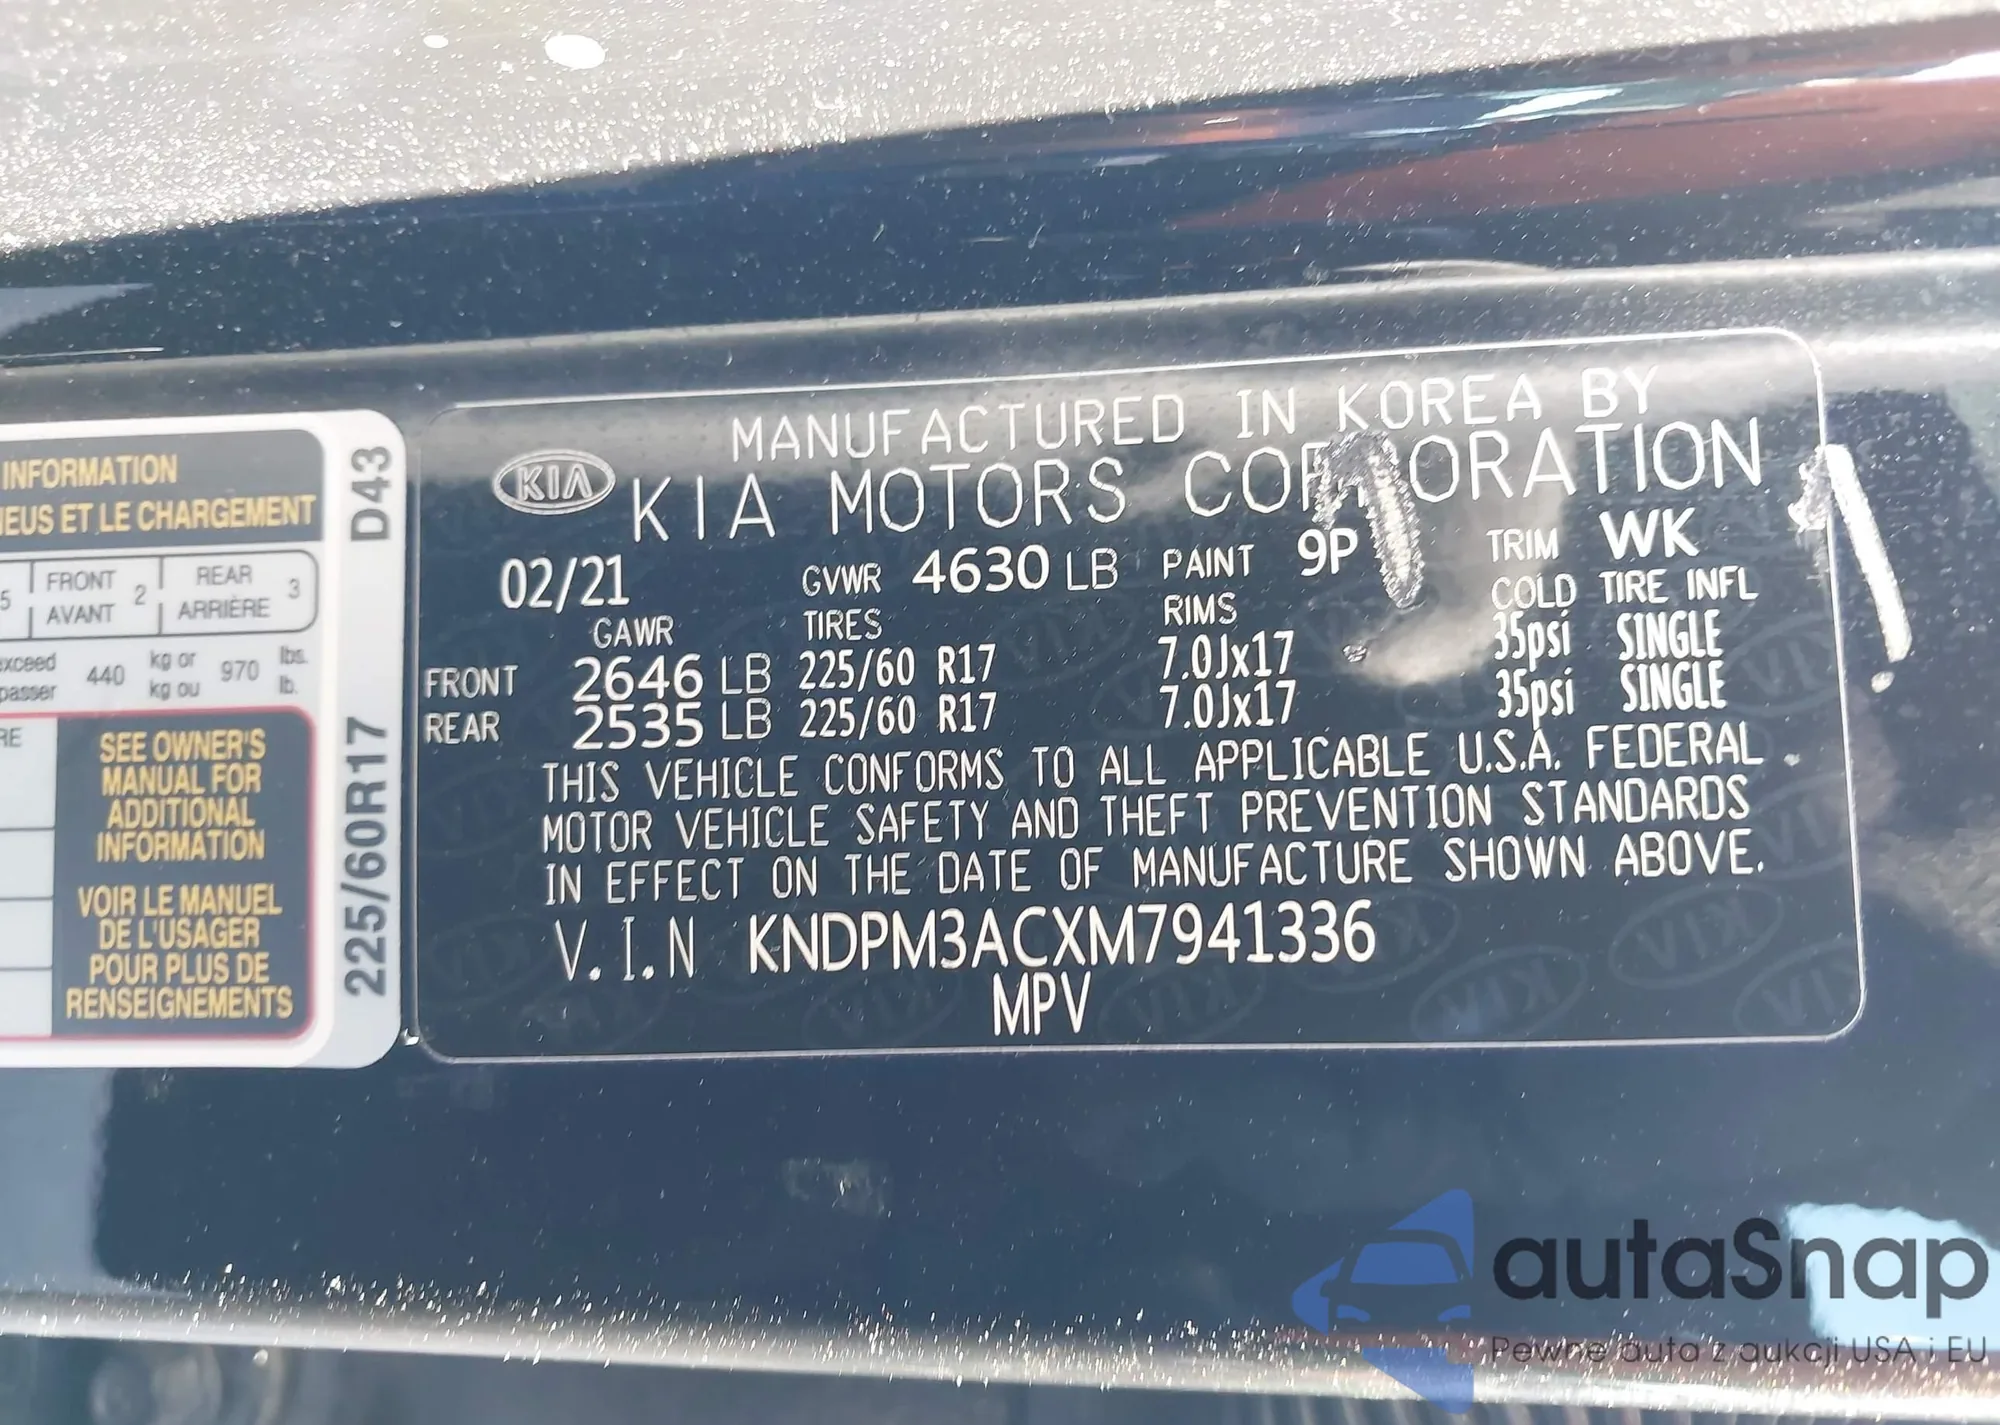 INFORMATION
NEUS ET LE CHARGEMENT
5 FRONT 2 REAR 3
AVANT ARRIÈRE
exceed 440 kg or 970 lbs.
passer kg ou lb.
RE
SEE OWNER'S
MANUAL FOR
ADDITIONAL
INFORMATION
VOIR LE MANUEL
DE L'USAGER
POUR PLUS DE
RENSEIGNEMENTS
D43
225/60R17
MANUFACTURED IN KOREA BY
KIA KIA MOTORS CORPORATION
02/21 GVWR 4630 LB PAINT 9P TRIM WK
GAWR TIRES RIMS COLD TIRE INFL
FRONT 2646 LB 225/60 R17 7.0Jx17 35psi SINGLE
REAR 2535 LB 225/60 R17 7.0Jx17 35psi SINGLE
THIS VEHICLE CONFORMS TO ALL APPLICABLE U.S.A. FEDERAL
MOTOR VEHICLE SAFETY AND THEFT PREVENTION STANDARDS
IN EFFECT ON THE DATE OF MANUFACTURE SHOWN ABOVE.
V.I.N KNDPM3ACXM7941336
MPV
autaSnap
Pewne auta z aukcji USA i EU